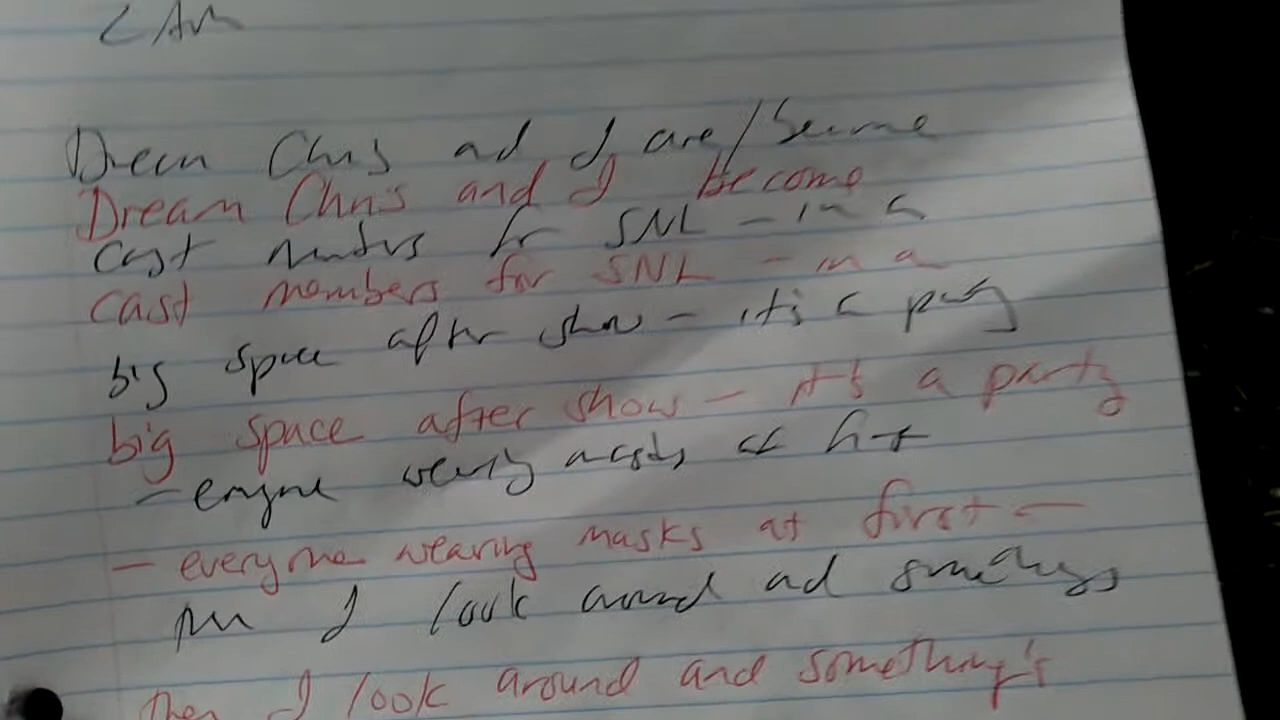 Dream Chris and I are/become
Dream Chris and I become
cast members for SNL - in a
cast members for SNL - in a
big space after show - it's a party
big space after show - it's a party
- everyone wearing masks at first
- everyone wearing masks at first -
then I look around and something's
then I look around and something's